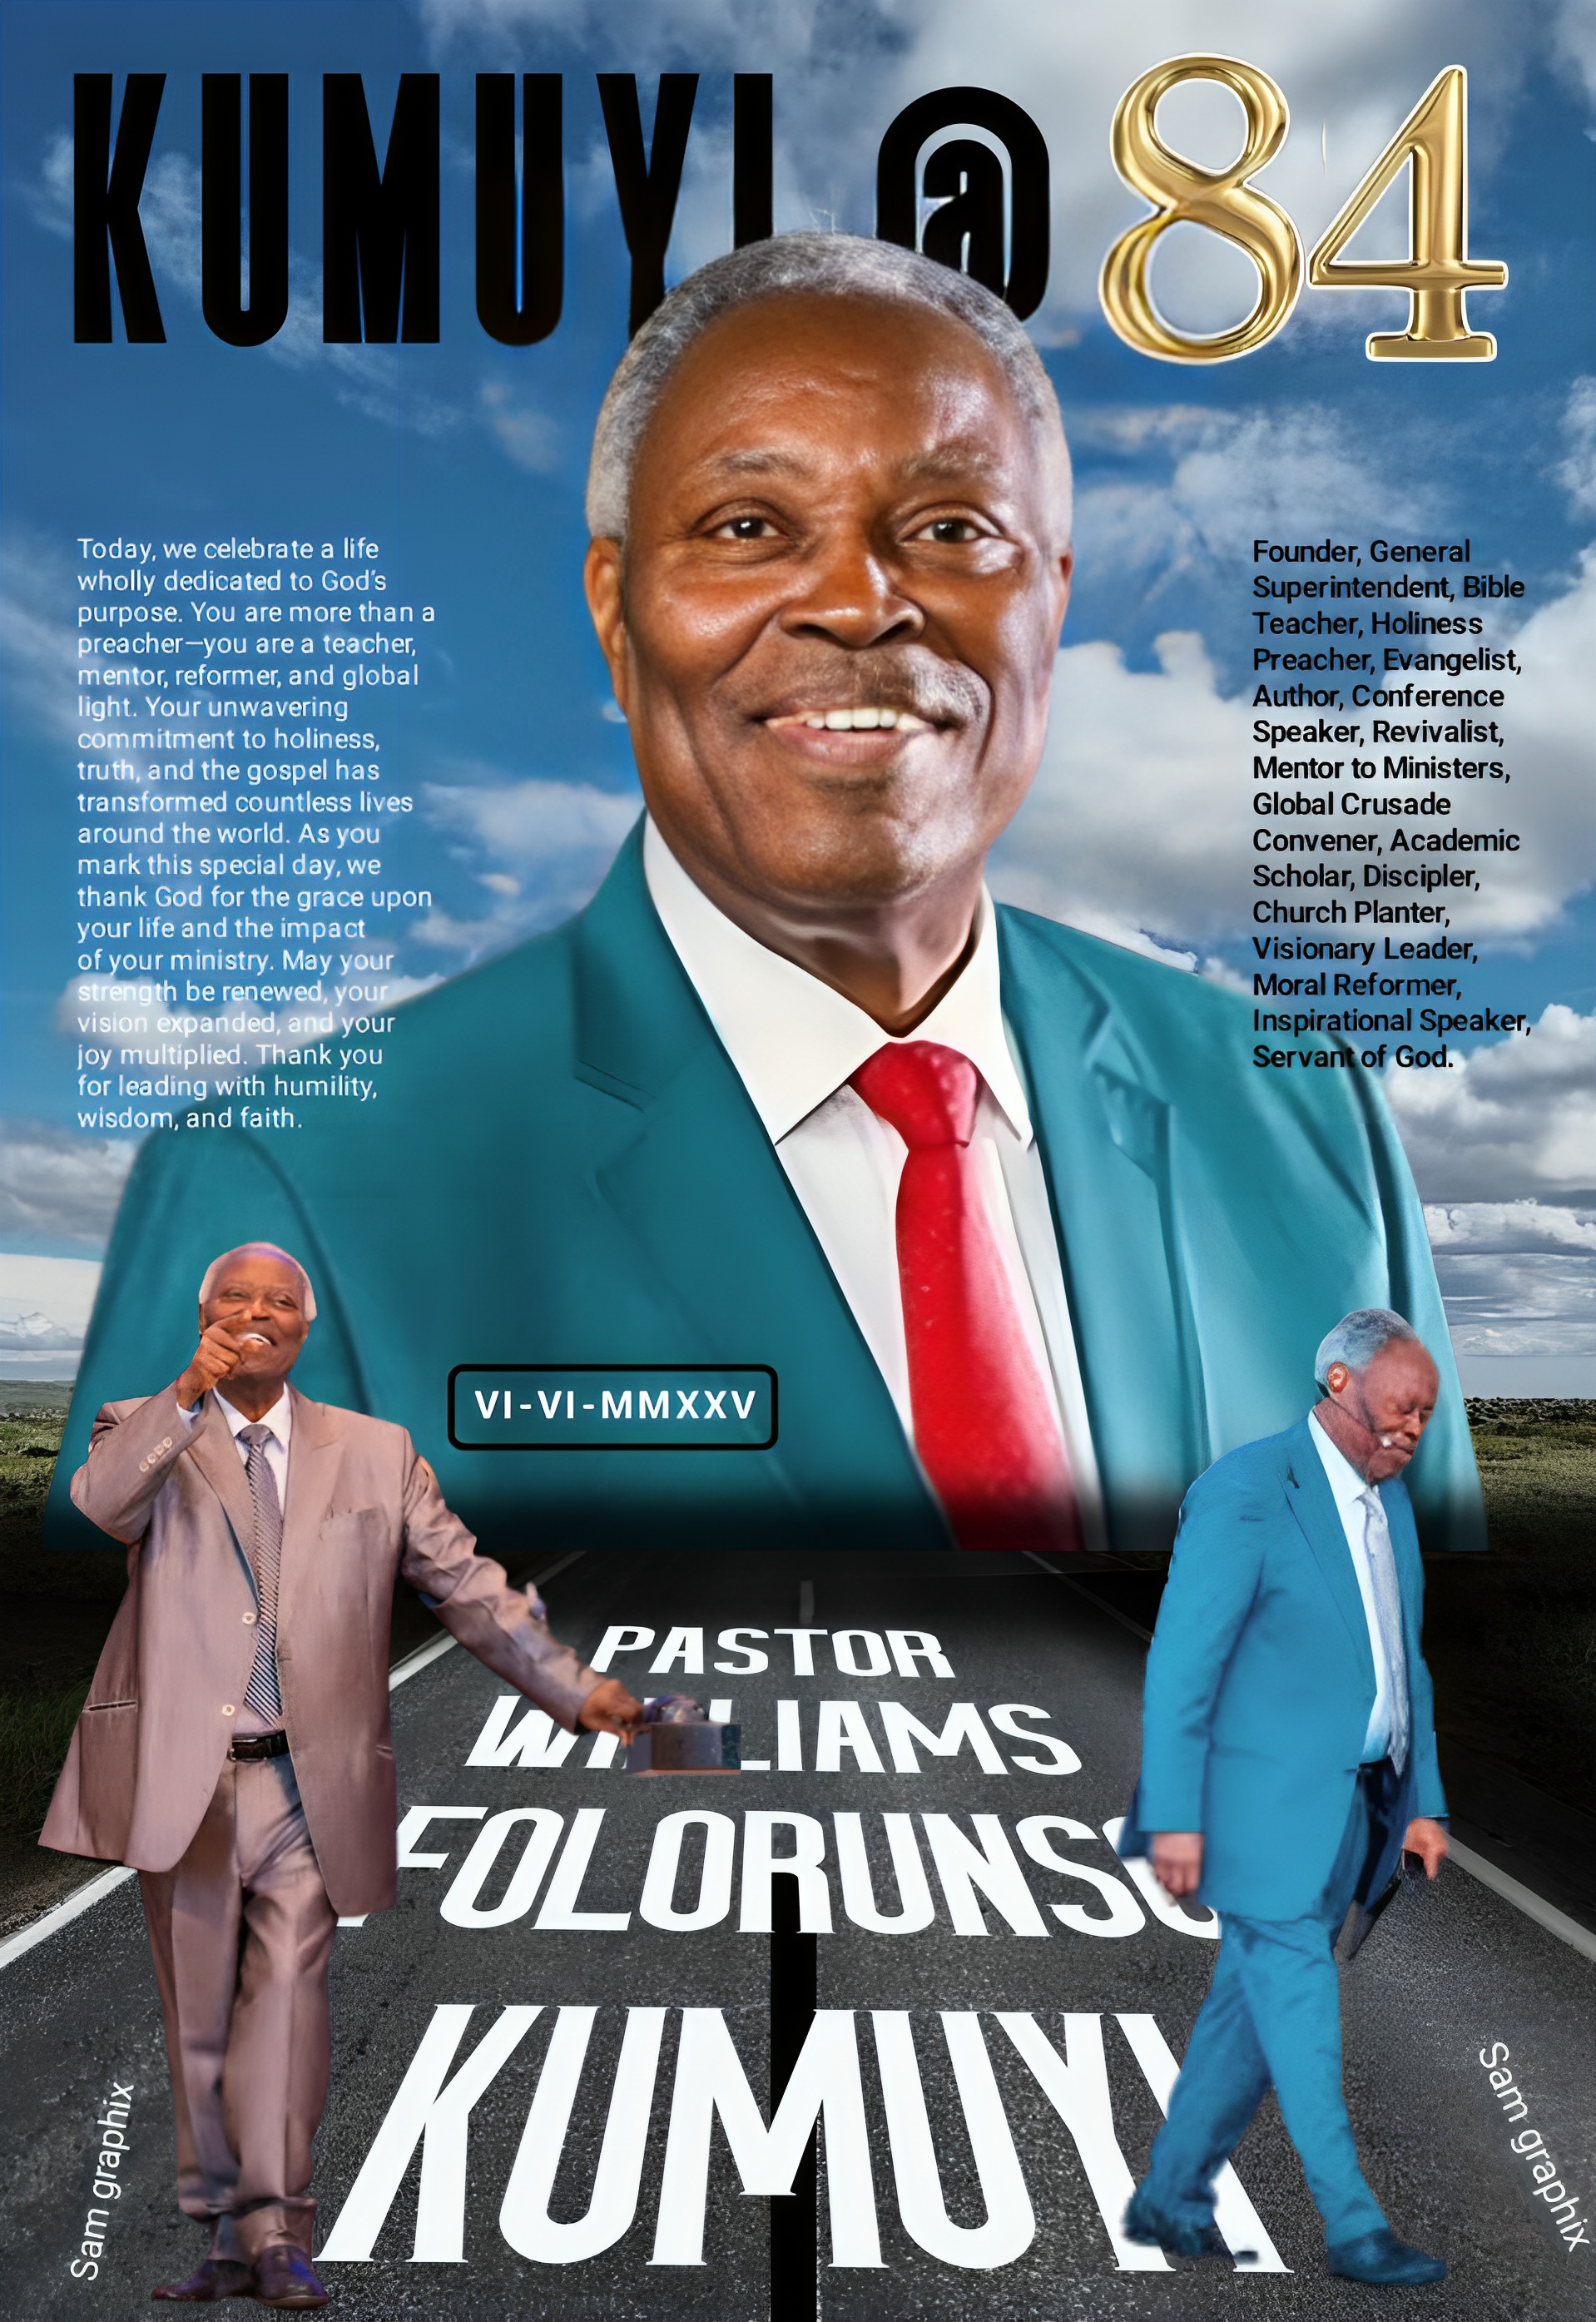 KUMUYI @ 84
Today, we celebrate a life
wholly dedicated to God's
purpose. You are more than a
preacher—you are a teacher,
mentor, reformer, and global
light. Your unwavering
commitment to holiness,
truth, and the gospel has
transformed countless lives
around the world. As you
mark this special day, we
thank God for the grace upon
your life and the impact
of your ministry. May your
strength be renewed, your
vision expanded, and your
joy multiplied. Thank you
for leading with humility,
wisdom, and faith.
Founder, General
Superintendent, Bible
Teacher, Holiness
Preacher, Evangelist,
Author, Conference
Speaker, Revivalist,
Mentor to Ministers,
Global Crusade
Convener, Academic
Scholar, Discipler,
Church Planter,
Visionary Leader,
Moral Reformer,
Inspirational Speaker,
Servant of God.
VI-VI-MMXXV
PASTOR
WILLIAMS
FOLORUNSO
KUMUYI
Sam graphix
Sam graphix